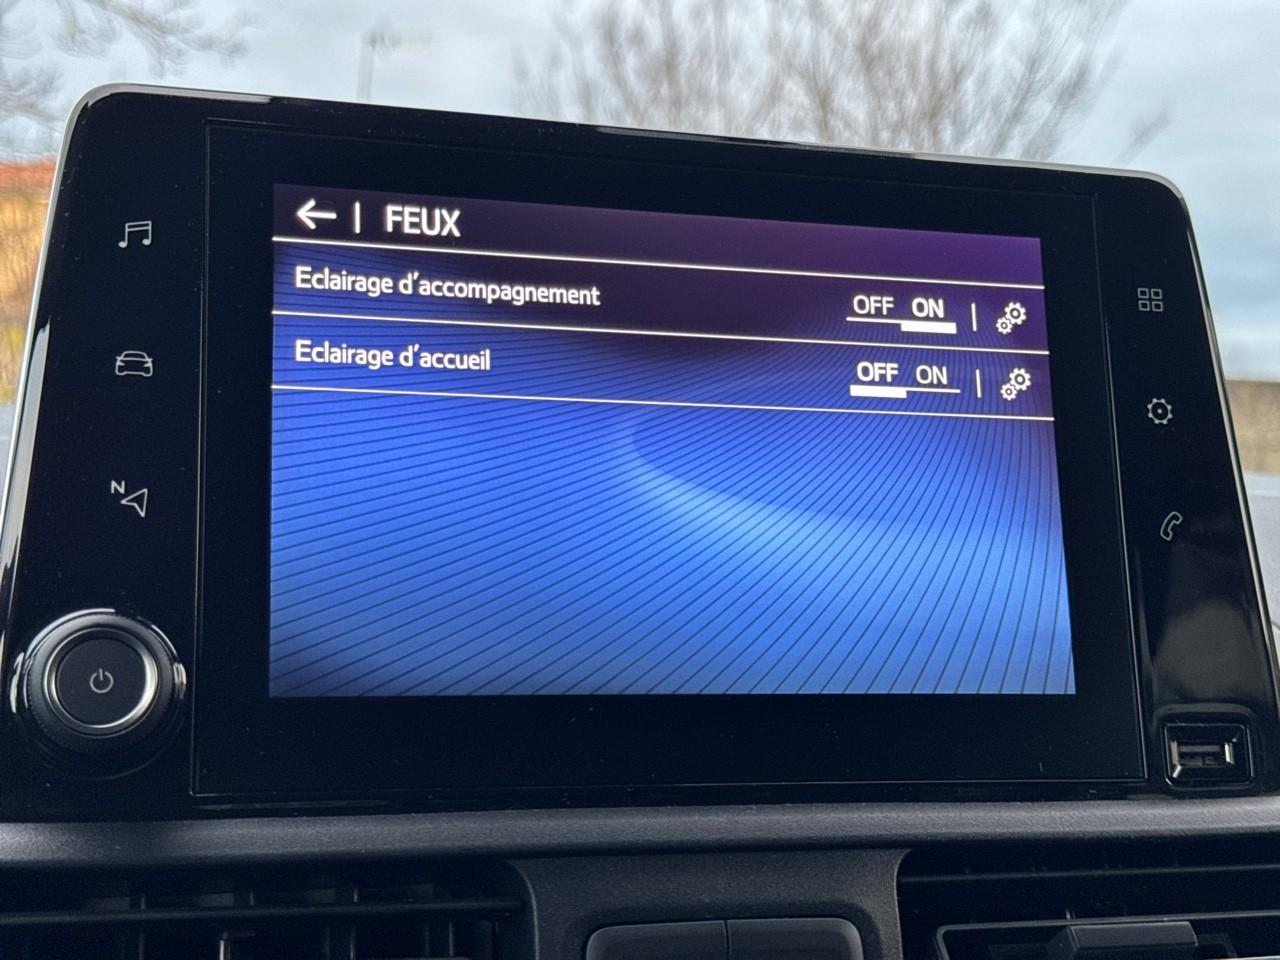 FEUX
Eclairage d'accompagnement OFF ON
Eclairage d'accueil OFF ON
N